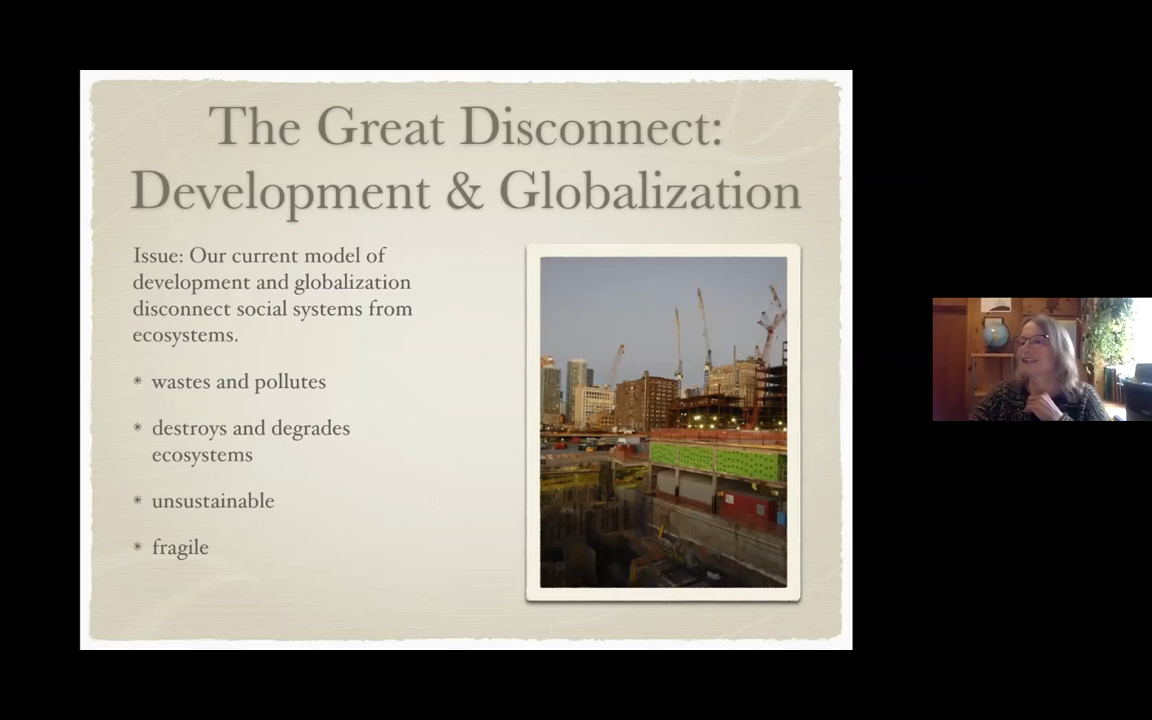 The Great Disconnect:
Development & Globalization
Issue: Our current model of
development and globalization
disconnect social systems from
ecosystems.
* wastes and pollutes
* destroys and degrades
ecosystems
* unsustainable
* fragile